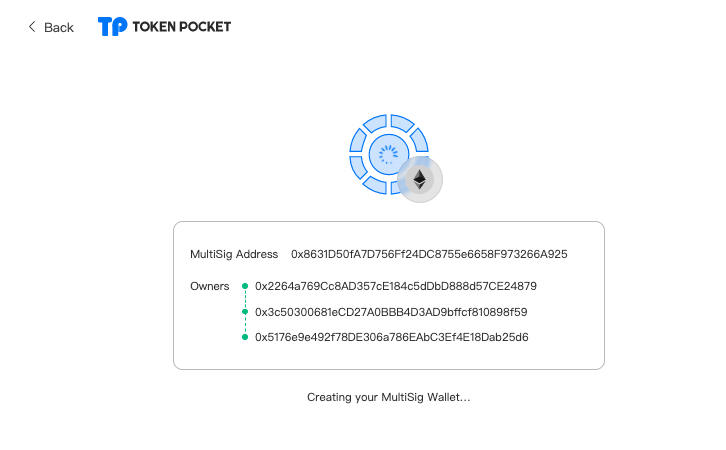 Back
TP TOKEN POCKET
MultiSig Address 0x8631D50fA7D756Ff24DC8755e6658F973266A925
Owners 0x2264a769Cc8AD357cE184c5dDbD888d57CE24879
0x3c50300681eCD27A0BBB4D3AD9bffcf810898f59
0x5176e9e492f78DE306a786EAbC3Ef4E18Dab25d6
Creating your MultiSig Wallet...